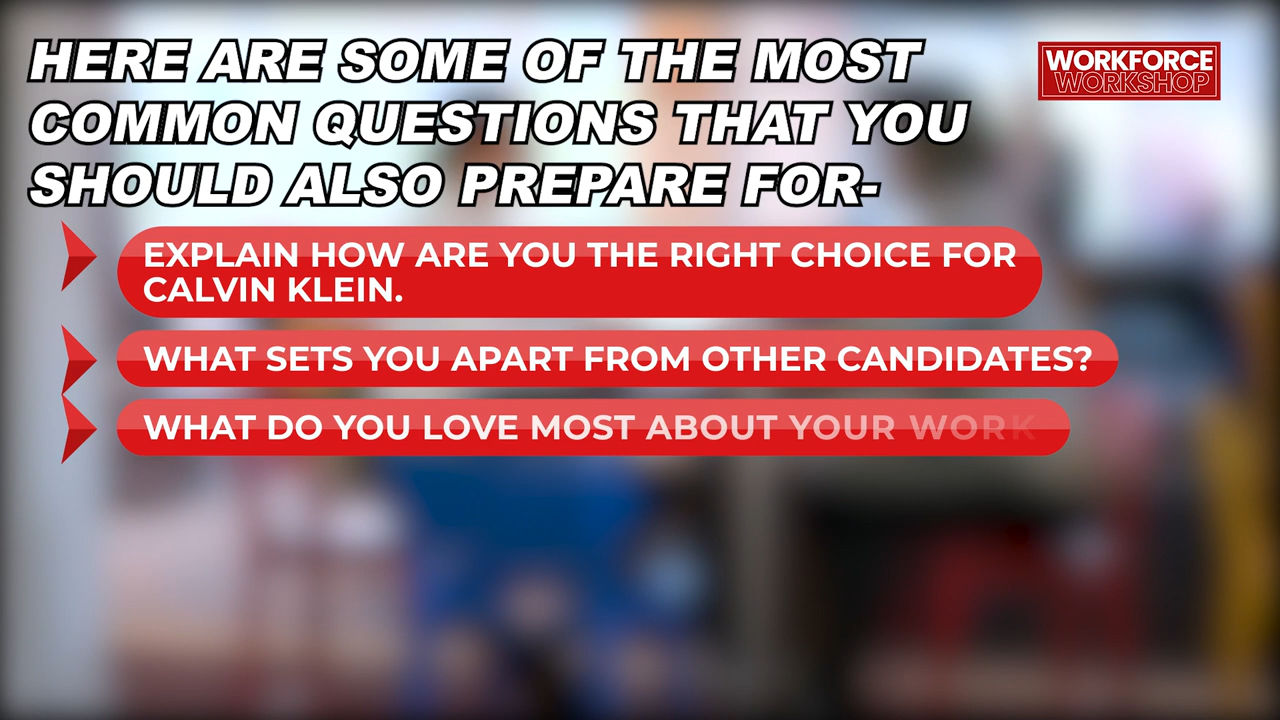 HERE ARE SOME OF THE MOST
COMMON QUESTIONS THAT YOU
SHOULD ALSO PREPARE FOR-
WORKFORCE
WORKSHOP
EXPLAIN HOW ARE YOU THE RIGHT CHOICE FOR
CALVIN KLEIN.
WHAT SETS YOU APART FROM OTHER CANDIDATES?
WHAT DO YOU LOVE MOST ABOUT YOUR WORK